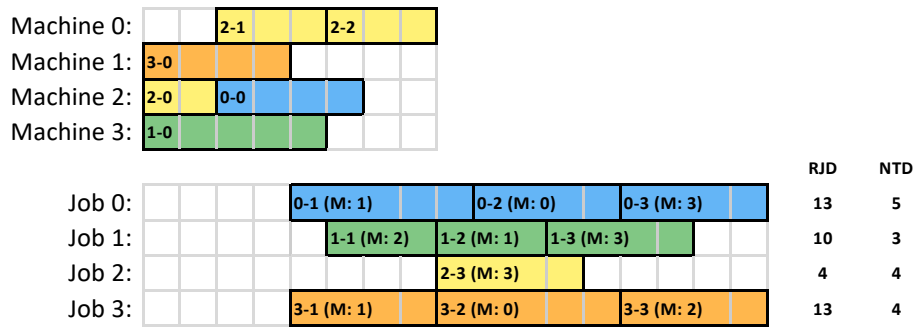 Machine 0: 2-1 2-2
Machine 1: 3-0
Machine 2: 2-0 0-0
Machine 3: 1-0
RJD NTD
Job 0: 0-1 (M: 1) 0-2 (M: 0) 0-3 (M: 3) 13 5
Job 1: 1-1 (M: 2) 1-2 (M: 1) 1-3 (M: 3) 10 3
Job 2: 2-3 (M: 3) 4 4
Job 3: 3-1 (M: 1) 3-2 (M: 0) 3-3 (M: 2) 13 4